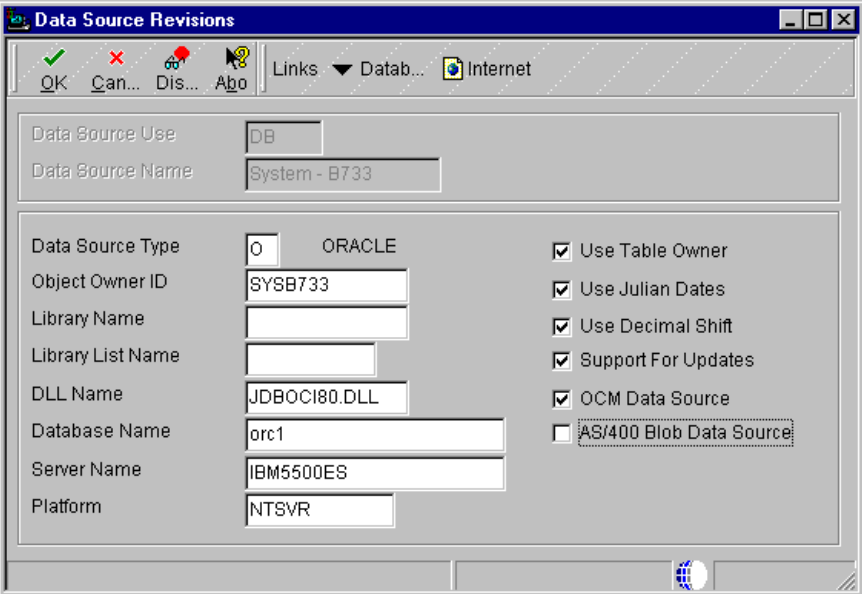 Data Source Revisions
OK Can... Dis... Abo Links Datab... Internet
Data Source Use DB
Data Source Name System - B733
Data Source Type O ORACLE
Object Owner ID SYSB733
Library Name
Library List Name
DLL Name JDBOCI80.DLL
Database Name orc1
Server Name IBM5500ES
Platform NTSVR
Use Table Owner
Use Julian Dates
Use Decimal Shift
Support For Updates
OCM Data Source
AS/400 Blob Data Source